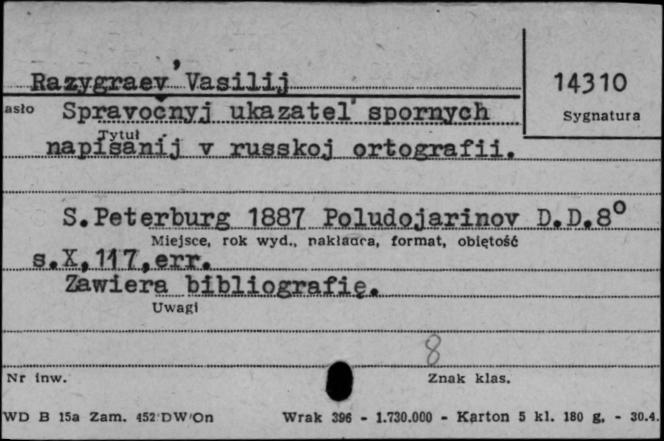 Razygraev, Vasilij
14310
asło Spravočnyj ukazatel' spornych
Sygnatura
Tytuł
napisanij v russkoj ortografii.
S.Peterburg 1887 Poludojarinov D.D.8°
Miejsce, rok wyd., nakładca, format, objętość
s.X,117,err.
Zawiera bibliografię.
Uwagi
8
Nr inw.
Znak klas.
WD B 15a Zam. 452 DW/On Wrak 396 - 1.730.000 - Karton 5 kl. 180 g. - 30.4.